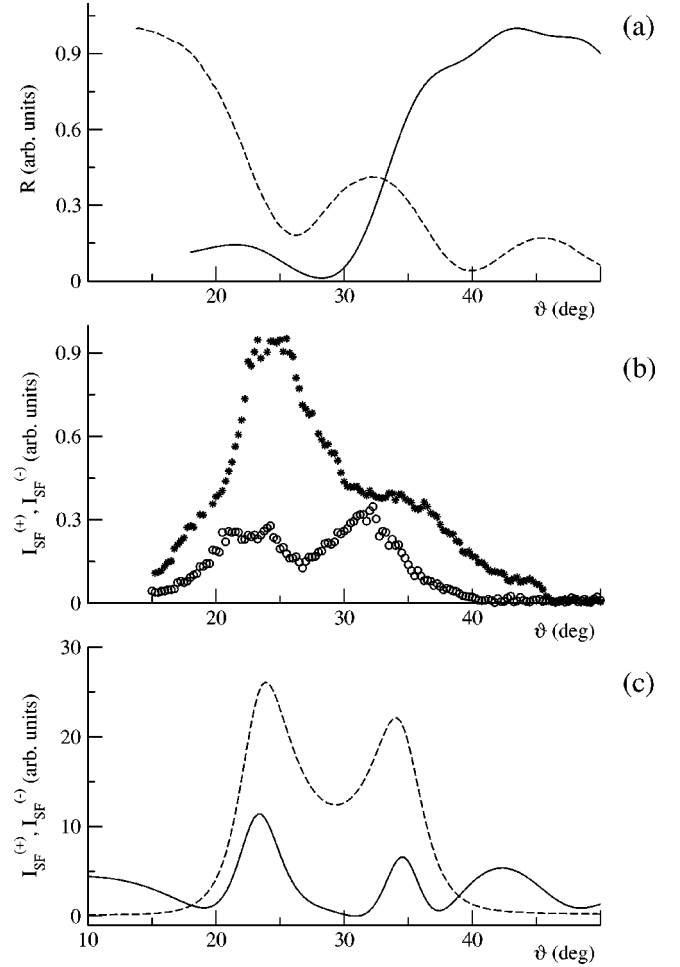 (a)
0.9
0.6
0.3
0
R (arb. units)
20
30
40
ϑ (deg)
(b)
0.9
0.6
0.3
0
I_SF^(+), I_SF^(-) (arb. units)
20
30
40
ϑ (deg)
(c)
30
20
10
0
I_SF^(+), I_SF^(-) (arb. units)
10
20
30
40
ϑ (deg)